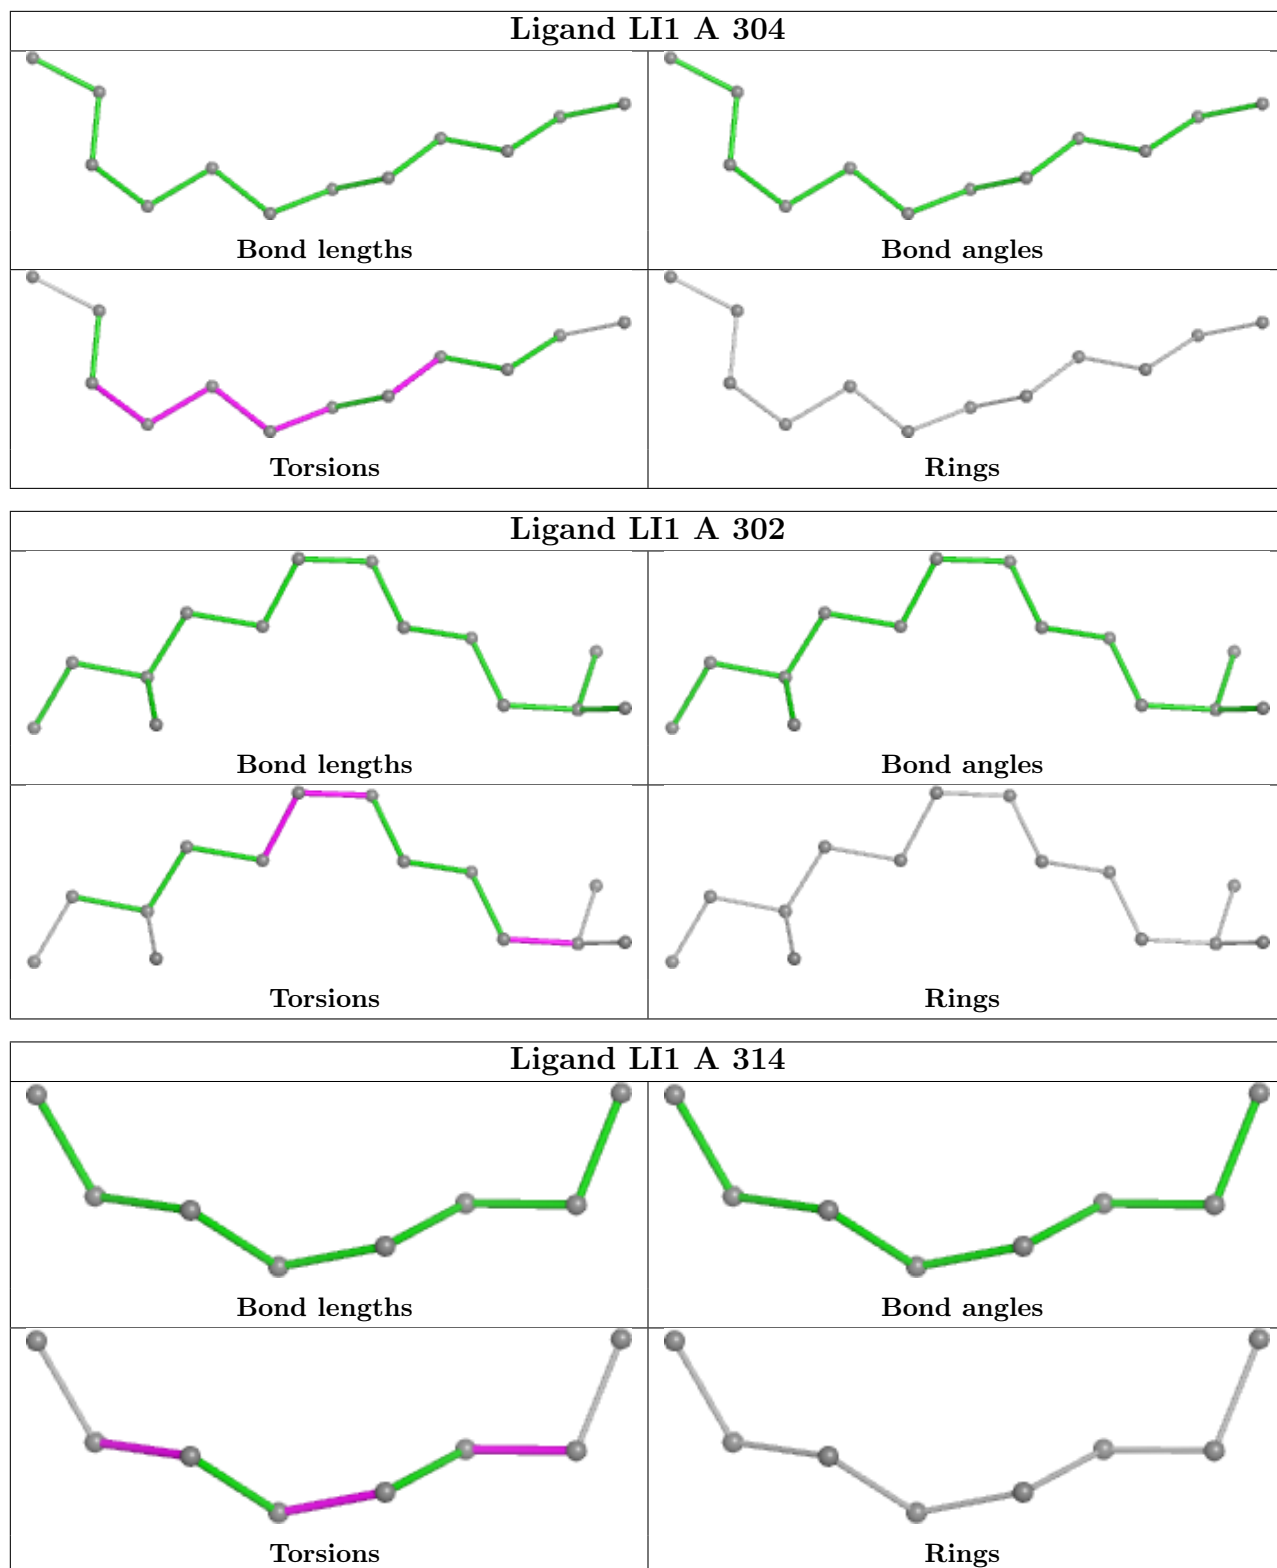 Ligand LI1 A 304
Bond lengths
Bond angles
Torsions
Rings
Ligand LI1 A 302
Bond lengths
Bond angles
Torsions
Rings
Ligand LI1 A 314
Bond lengths
Bond angles
Torsions
Rings